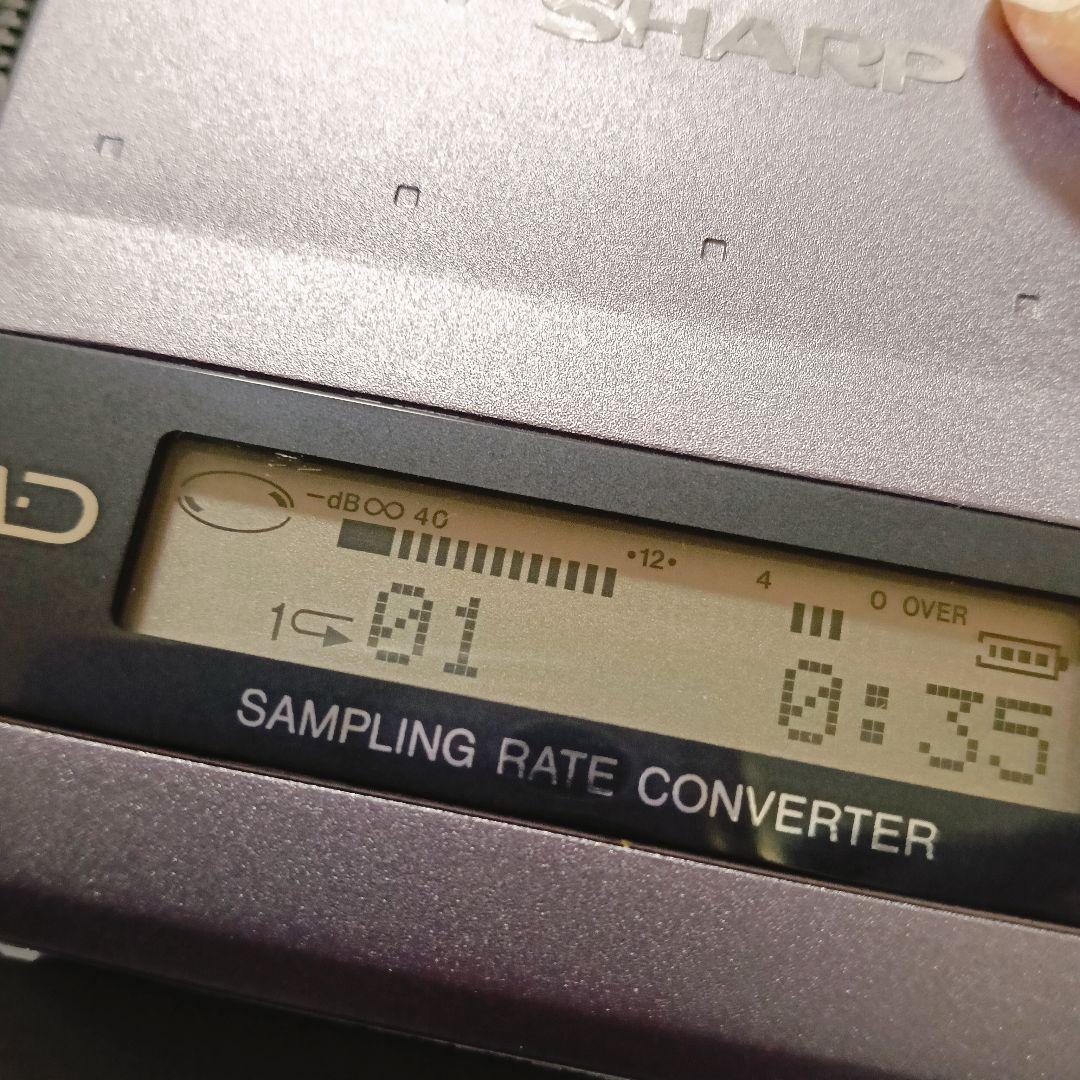 SHARP
-dB∞ 40 •12• 4 0 OVER
1 01 0:35
SAMPLING RATE CONVERTER